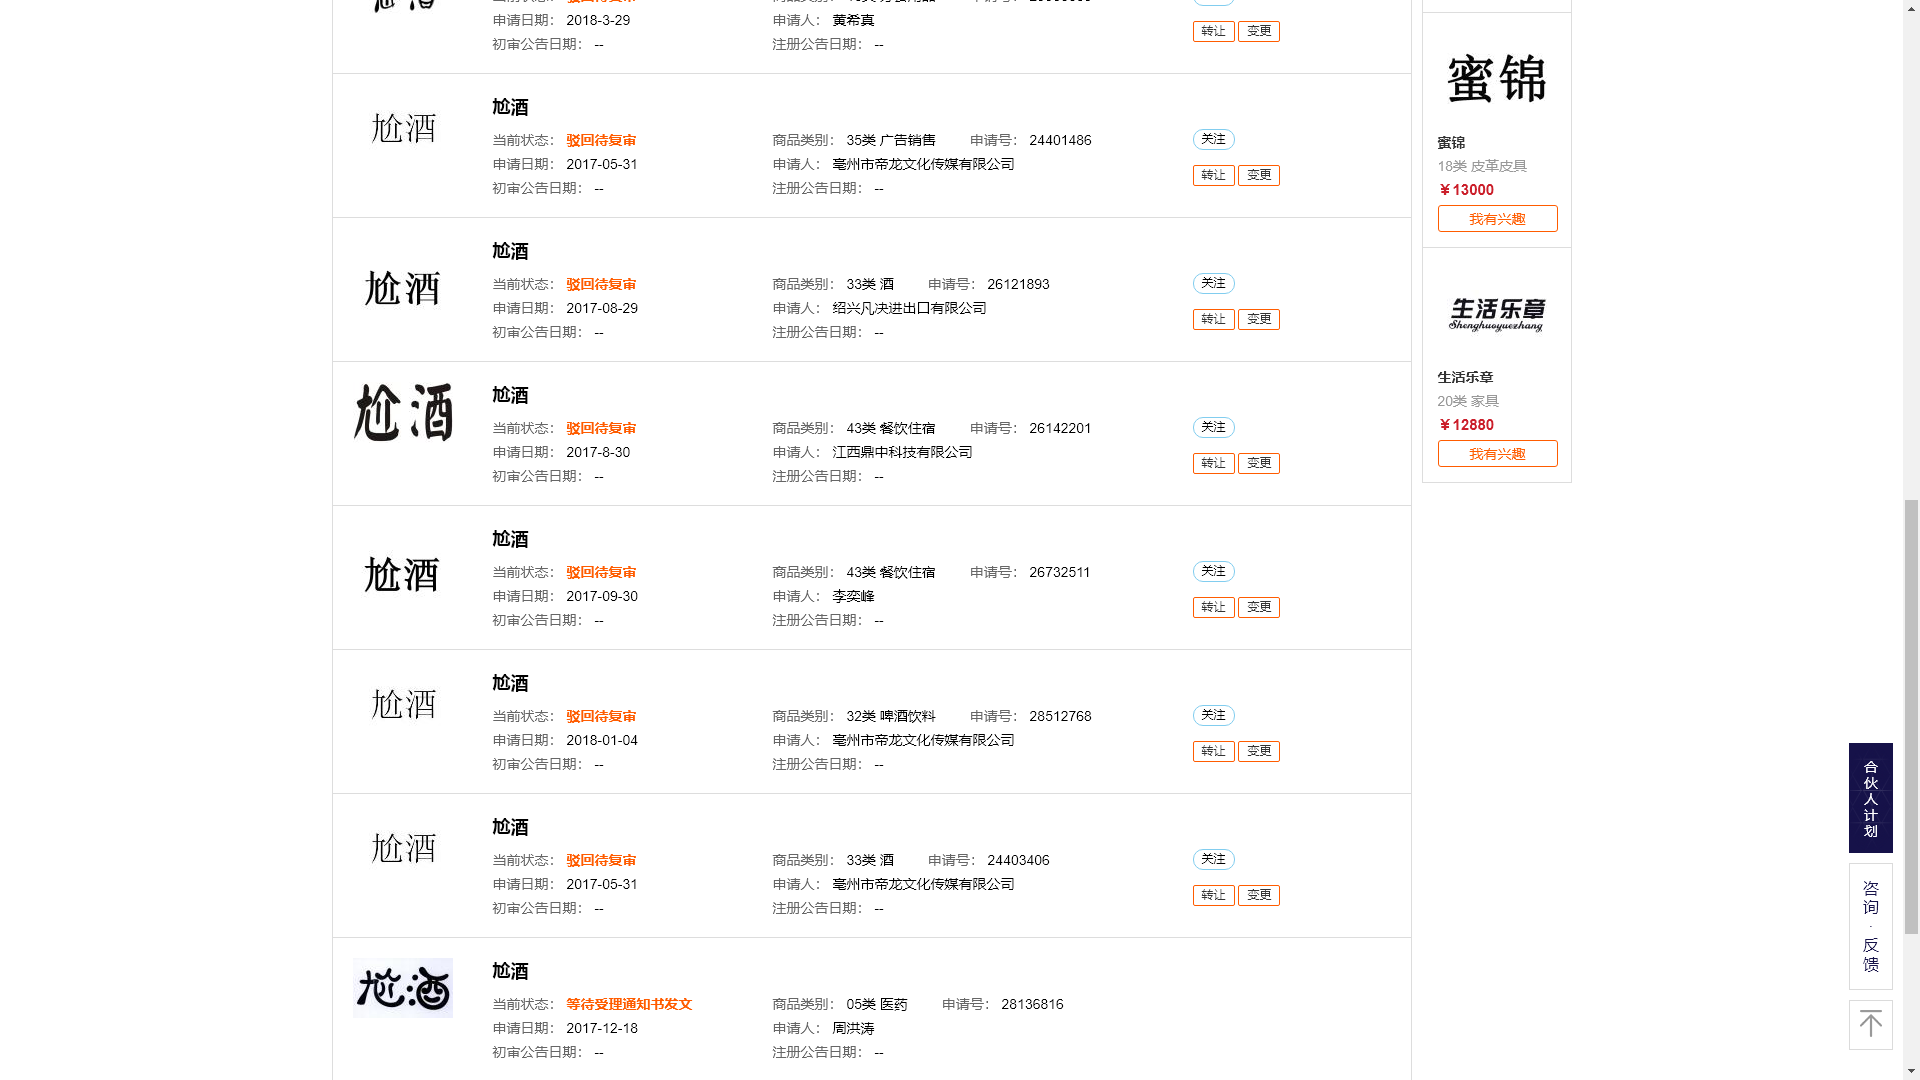 申请日期： 2018-3-29 申请人： 黄希真
初审公告日期： -- 注册公告日期： --
转让 变更
尬酒
尬酒
当前状态： 驳回待复审 商品类别： 35类 广告销售 申请号： 24401486
申请日期： 2017-05-31 申请人： 亳州市帝龙文化传媒有限公司
初审公告日期： -- 注册公告日期： --
关注
转让 变更
尬酒
尬酒
当前状态： 驳回待复审 商品类别： 33类 酒 申请号： 26121893
申请日期： 2017-08-29 申请人： 绍兴凡决进出口有限公司
初审公告日期： -- 注册公告日期： --
关注
转让 变更
尬酒
尬酒
当前状态： 驳回待复审 商品类别： 43类 餐饮住宿 申请号： 26142201
申请日期： 2017-8-30 申请人： 江西鼎中科技有限公司
初审公告日期： -- 注册公告日期： --
关注
转让 变更
尬酒
尬酒
当前状态： 驳回待复审 商品类别： 43类 餐饮住宿 申请号： 26732511
申请日期： 2017-09-30 申请人： 李奕峰
初审公告日期： -- 注册公告日期： --
关注
转让 变更
尬酒
尬酒
当前状态： 驳回待复审 商品类别： 32类 啤酒饮料 申请号： 28512768
申请日期： 2018-01-04 申请人： 亳州市帝龙文化传媒有限公司
初审公告日期： -- 注册公告日期： --
关注
转让 变更
尬酒
尬酒
当前状态： 驳回待复审 商品类别： 33类 酒 申请号： 24403406
申请日期： 2017-05-31 申请人： 亳州市帝龙文化传媒有限公司
初审公告日期： -- 注册公告日期： --
关注
转让 变更
尬酒
尬酒
当前状态： 等待受理通知书发文 商品类别： 05类 医药 申请号： 28136816
申请日期： 2017-12-18 申请人： 周洪涛
初审公告日期： -- 注册公告日期： --
蜜锦
蜜锦
18类 皮革皮具
￥13000
我有兴趣
生活乐章
Shenghuoyuezhang
生活乐章
20类 家具
￥12880
我有兴趣
合伙人计划
咨询·反馈